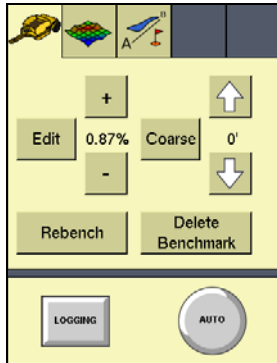 A B
+
Edit 0.87% Coarse 0'
-
Rebench Delete
Benchmark
LOGGING AUTO